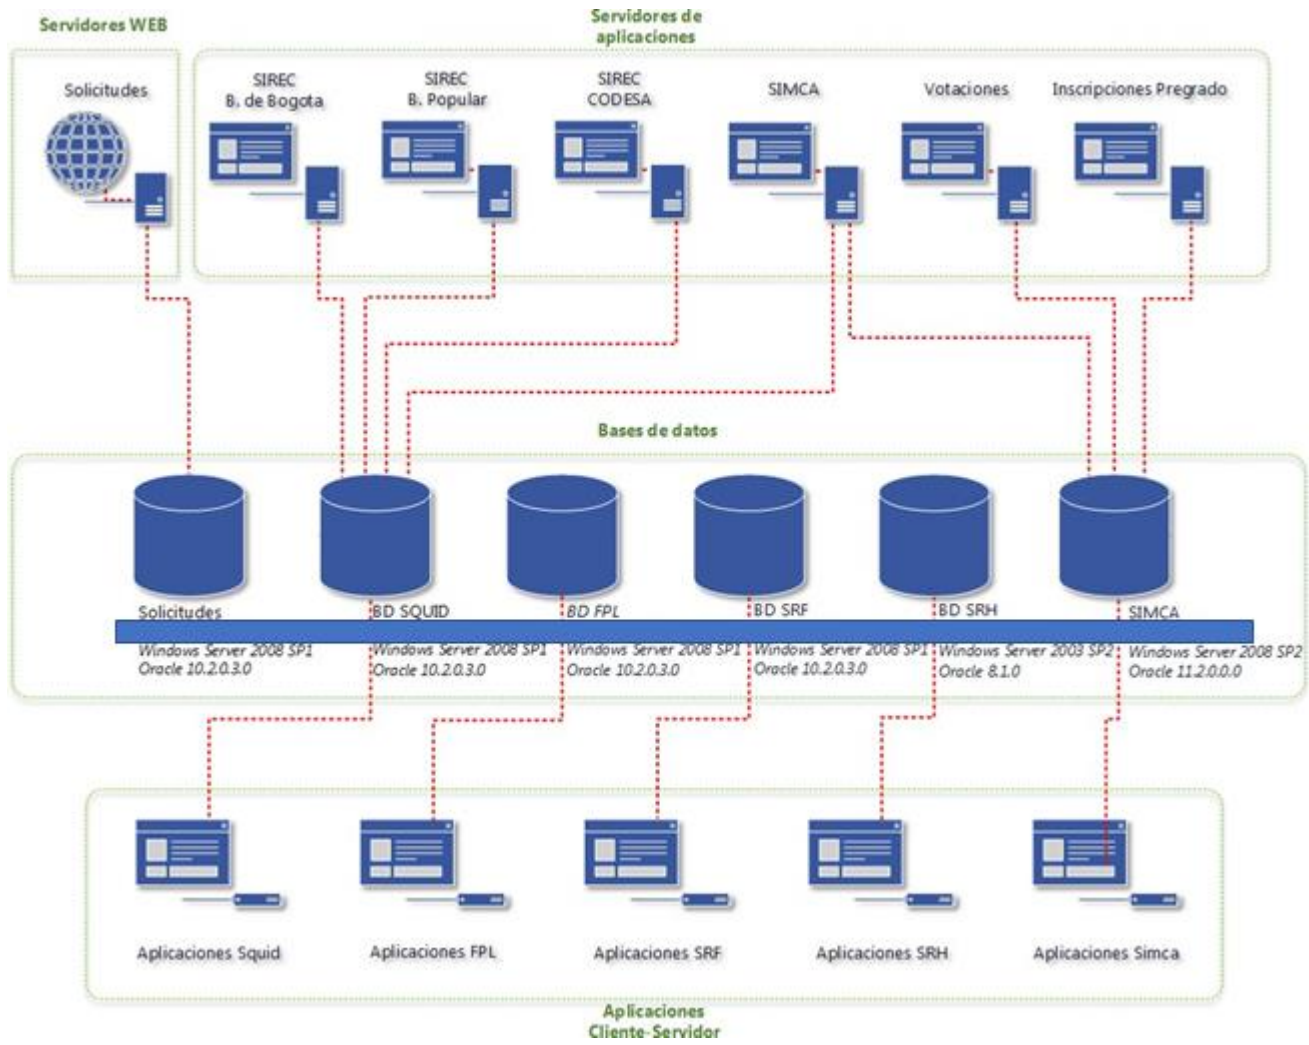 Servidores WEB
Servidores de
aplicaciones
Solicitudes
SIREC
B. de Bogota
SIREC
B. Popular
SIREC
CODESA
SIMCA
Votaciones
Inscripciones Pregrado
Bases de datos
Solicitudes
BD SQUID
BD FPL
BD SRF
BD SRH
SIMCA
Windows Server 2008 SP1
Oracle 10.2.0.3.0
Windows Server 2008 SP1
Oracle 10.2.0.3.0
Windows Server 2008 SP1
Oracle 10.2.0.3.0
Windows Server 2008 SP1
Oracle 10.2.0.3.0
Windows Server 2003 SP2
Oracle 8.1.0
Windows Server 2008 SP2
Oracle 11.2.0.0.0
Aplicaciones Squid
Aplicaciones FPL
Aplicaciones SRF
Aplicaciones SRH
Aplicaciones Simca
Aplicaciones
Cliente-Servidor